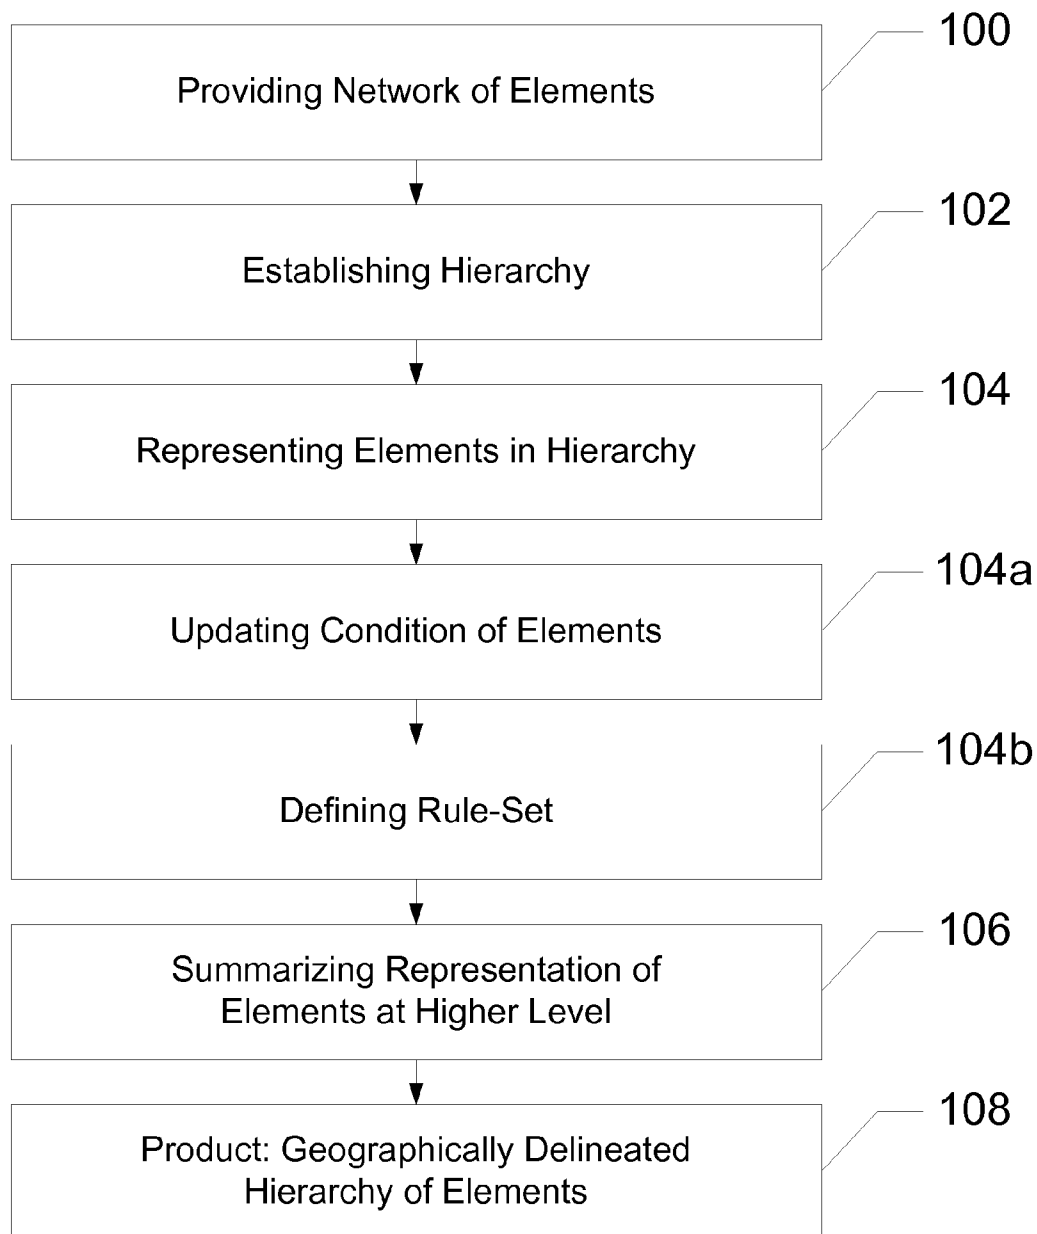 100
Providing Network of Elements
102
Establishing Hierarchy
104
Representing Elements in Hierarchy
104a
Updating Condition of Elements
104b
Defining Rule-Set
106
Summarizing Representation of
Elements at Higher Level
108
Product: Geographically Delineated
Hierarchy of Elements